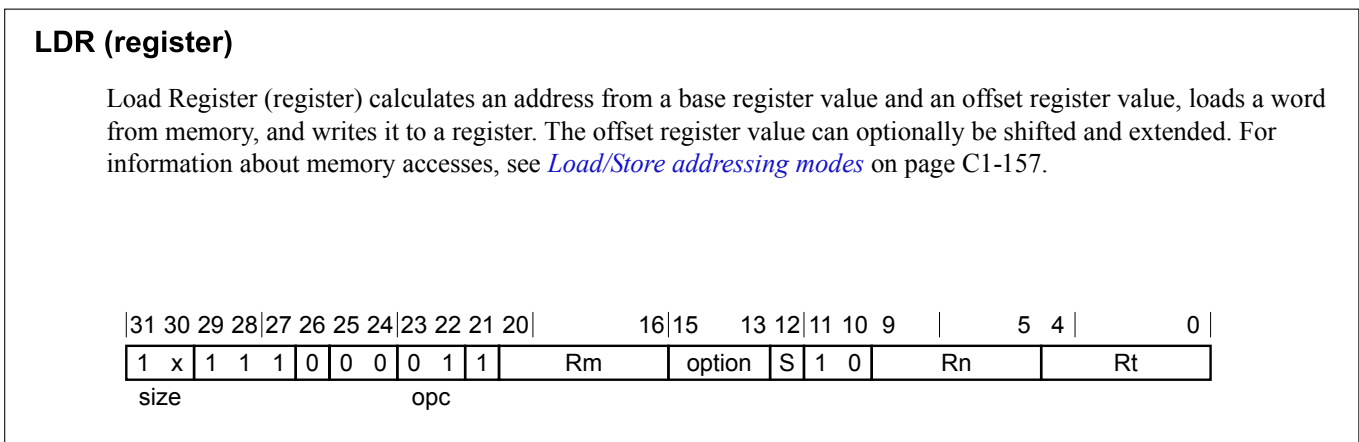 LDR (register)
Load Register (register) calculates an address from a base register value and an offset register value, loads a word
from memory, and writes it to a register. The offset register value can optionally be shifted and extended. For
information about memory accesses, see Load/Store addressing modes on page C1-157.
31 30 29 28 27 26 25 24 23 22 21 20 16 15 13 12 11 10 9 5 4 0
1 x 1 1 1 0 0 0 0 1 1 Rm option S 1 0 Rn Rt
size opc